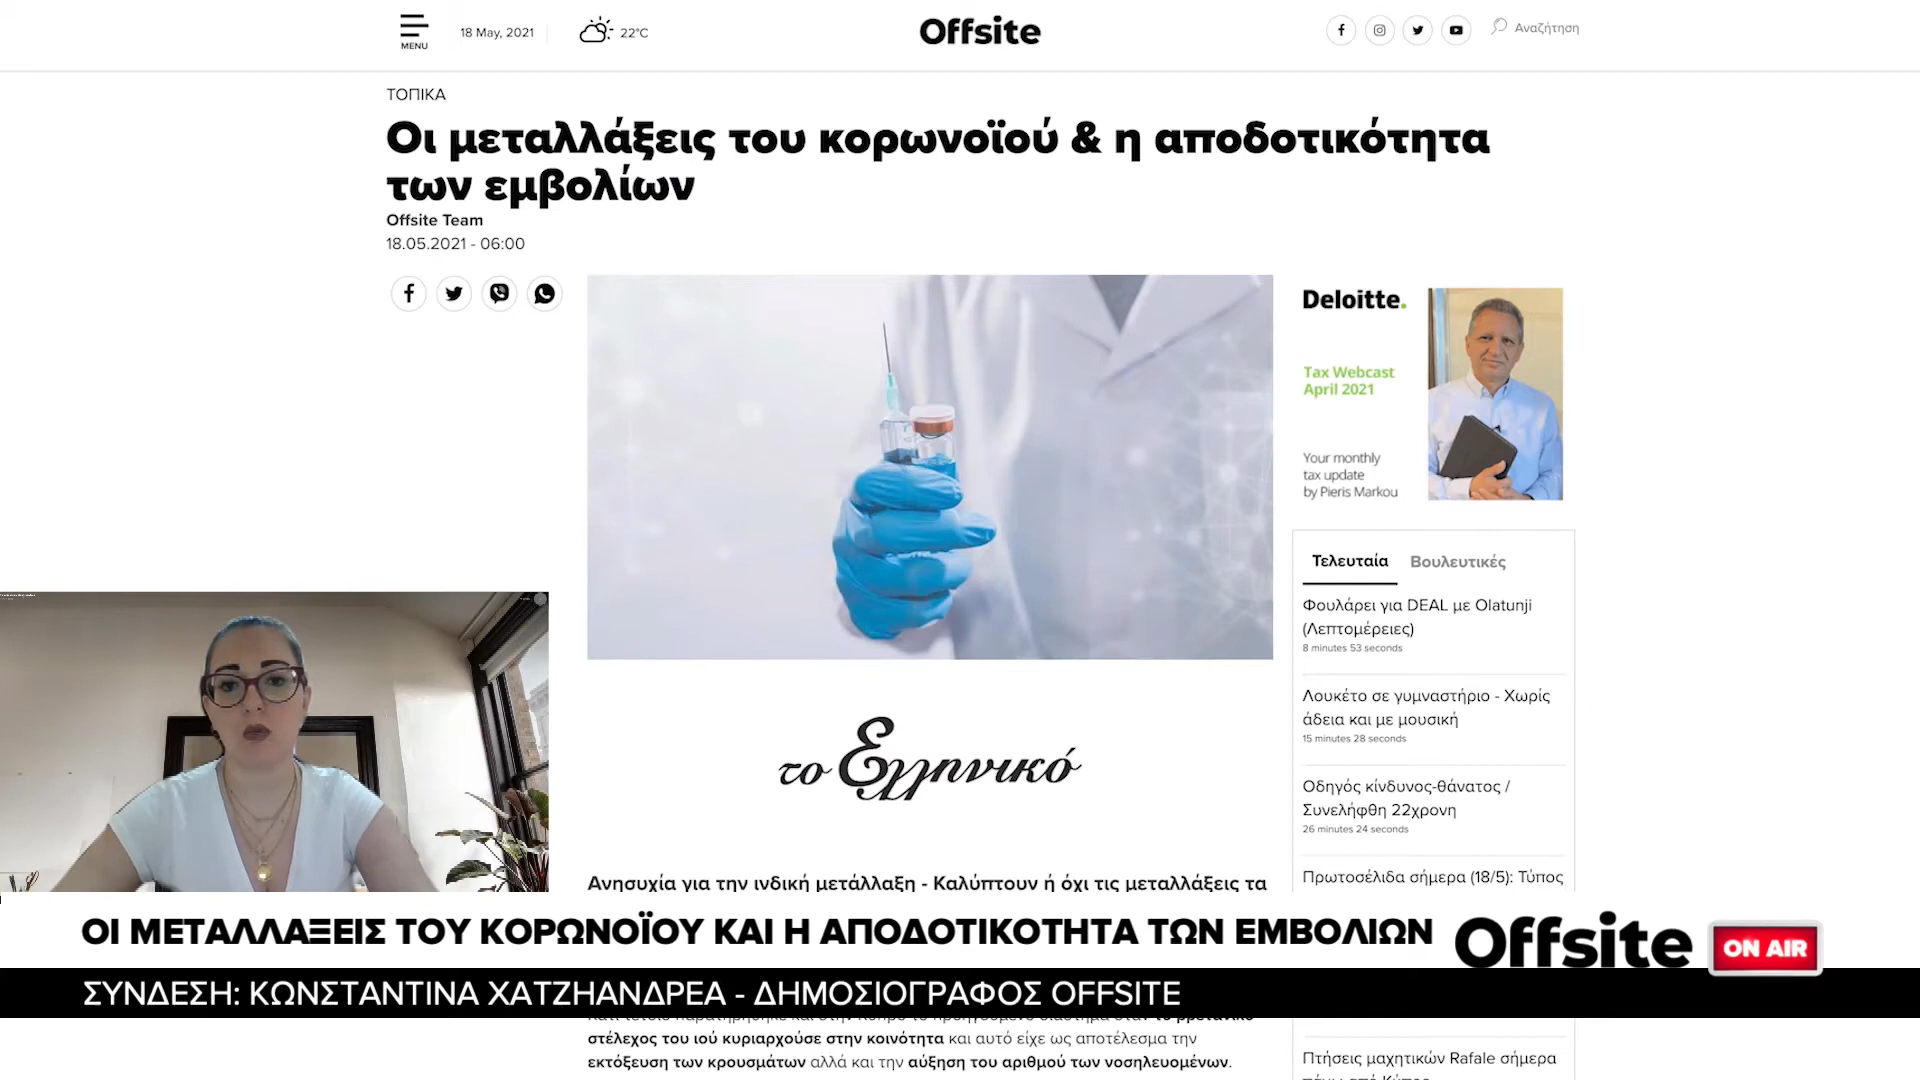 MENU
18 May, 2021
22°C
Offsite
Αναζήτηση
ΤΟΠΙΚΑ
Οι μεταλλάξεις του κορωνοϊού & η αποδοτικότητα
των εμβολίων
Offsite Team
18.05.2021 - 06:00
Deloitte.
Tax Webcast
April 2021
Your monthly
tax update
by Pieris Markou
το Ελληνικό
Τελευταία Βουλευτικές
Φουλάρει για DEAL με Olatunji
(Λεπτομέρειες)
8 minutes 53 seconds
Λουκέτο σε γυμναστήριο - Χωρίς
άδεια και με μουσική
15 minutes 28 seconds
Οδηγός κίνδυνος-θάνατος /
Συνελήφθη 22χρονη
26 minutes 24 seconds
Πρωτοσέλιδα σήμερα (18/5): Τύπος
Ανησυχία για την ινδική μετάλλαξη - Καλύπτουν ή όχι τις μεταλλάξεις τα
ΟΙ ΜΕΤΑΛΛΑΞΕΙΣ ΤΟΥ ΚΟΡΩΝΟΪΟΥ ΚΑΙ Η ΑΠΟΔΟΤΙΚΟΤΗΤΑ ΤΩΝ ΕΜΒΟΛΙΩΝ
Offsite
ON AIR
ΣΥΝΔΕΣΗ: ΚΩΝΣΤΑΝΤΙΝΑ ΧΑΤΖΗΑΝΔΡΕΑ - ΔΗΜΟΣΙΟΓΡΑΦΟΣ OFFSITE
στέλεχος του ιού κυριαρχούσε στην κοινότητα και αυτό είχε ως αποτέλεσμα την
εκτόξευση των κρουσμάτων αλλά και την αύξηση του αριθμού των νοσηλευομένων.
Πτήσεις μαχητικών Rafale σήμερα